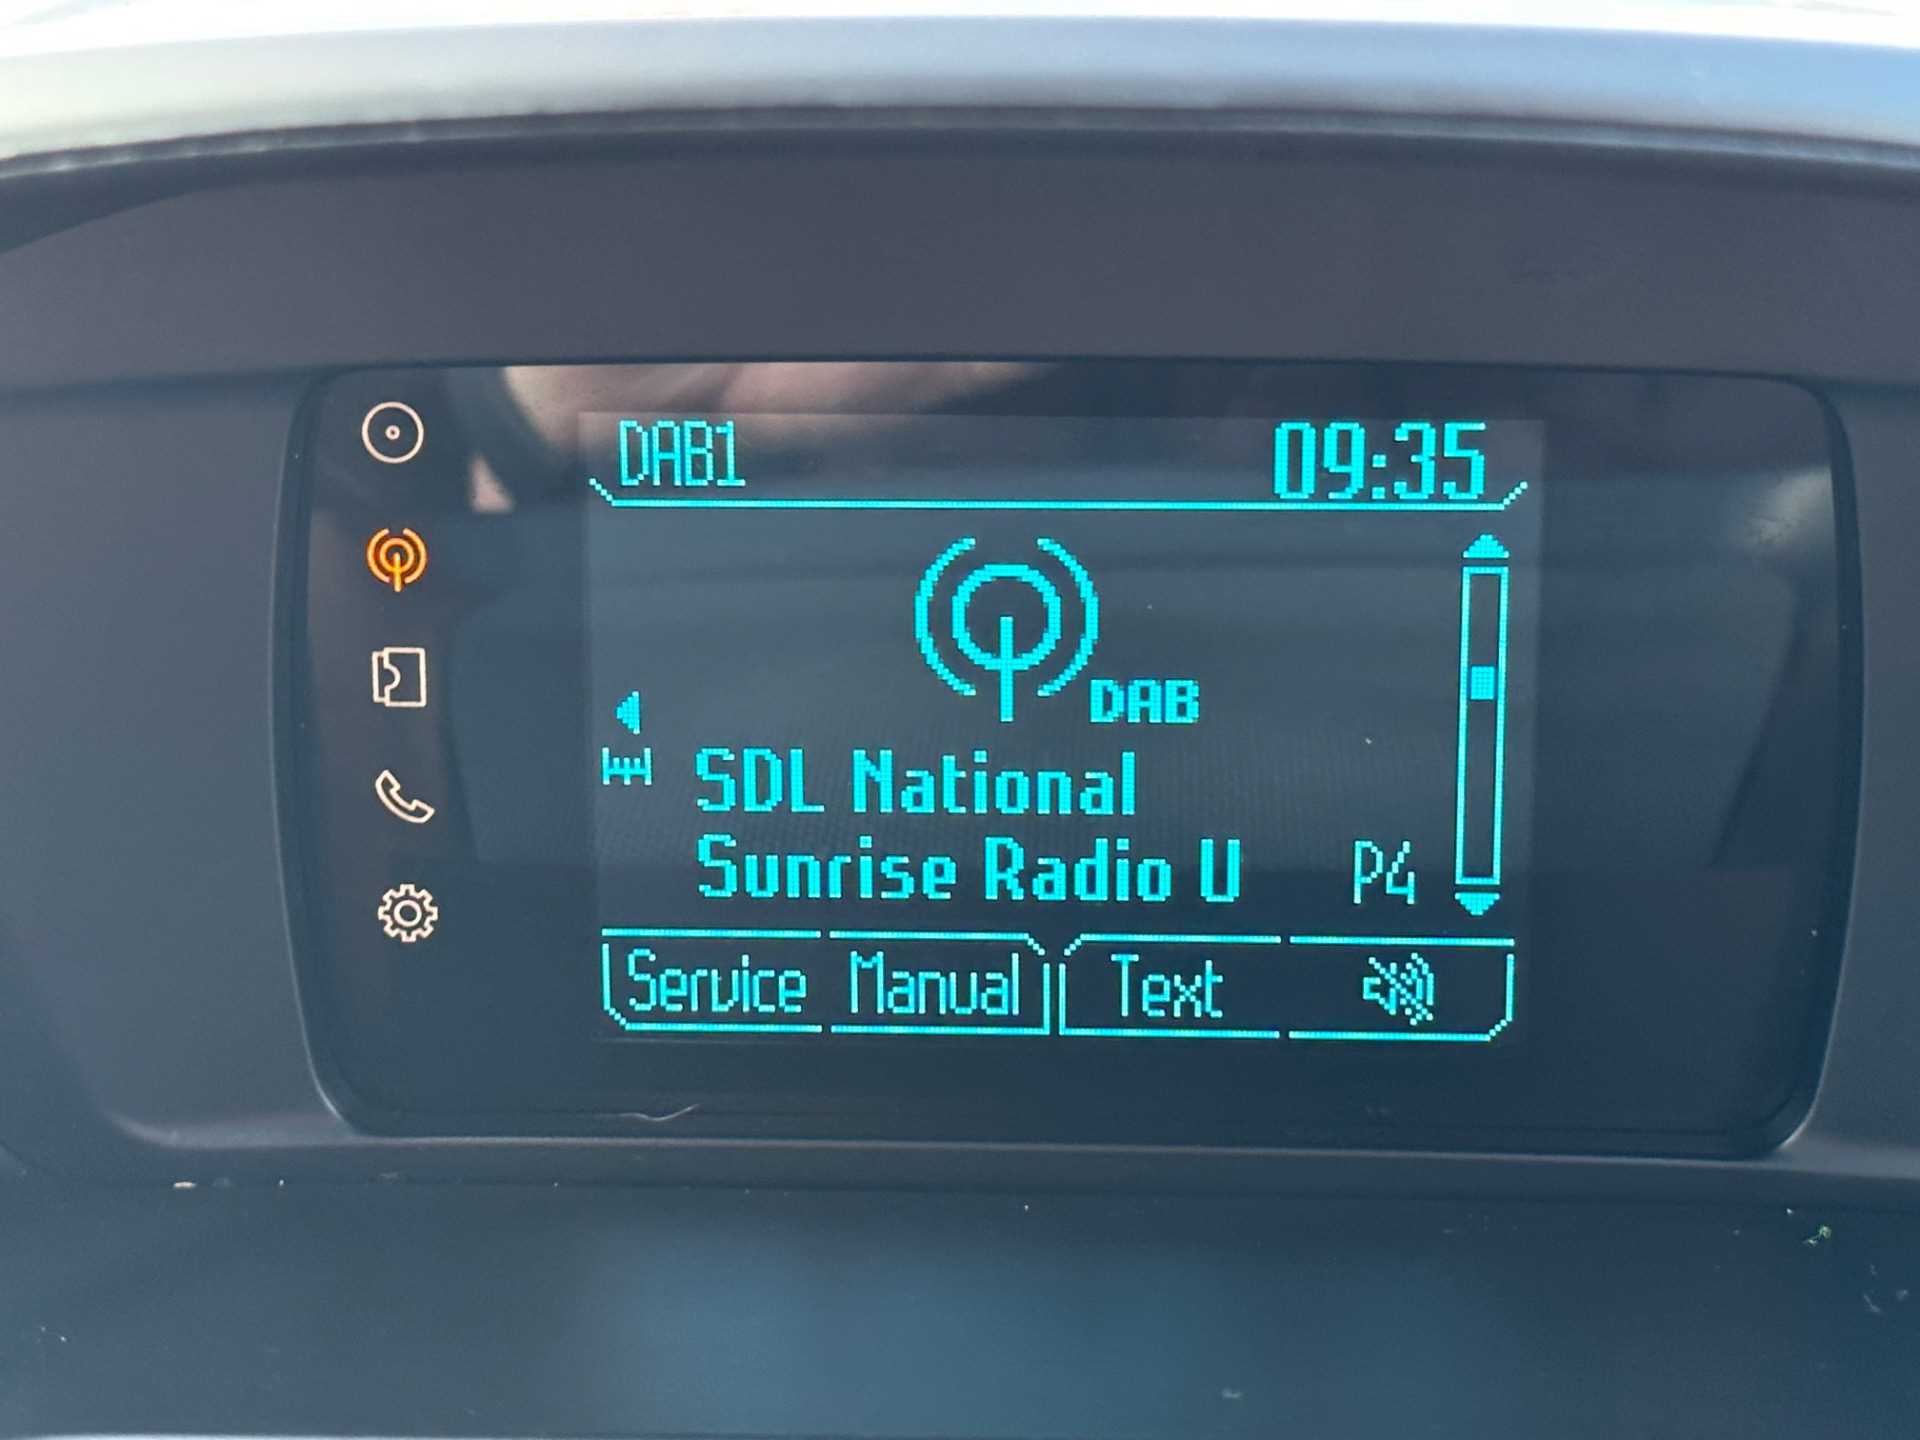 DAB1 09:35
DAB
SDL National
Sunrise Radio U P4
Service Manual Text